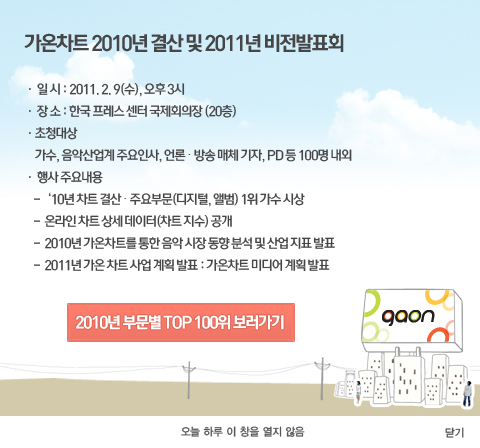 가온차트 2010년 결산 및 2011년 비전발표회
· 일 시 : 2011. 2. 9(수), 오후 3시
· 장 소 : 한국 프레스 센터 국제회의장 (20층)
· 초청대상
가수, 음악산업계 주요인사, 언론 · 방송 매체 기자, PD 등 100명 내외
· 행사 주요내용
- '10년 차트 결산 · 주요부문(디지털, 앨범) 1위 가수 시상
- 온라인 차트 상세 데이터(차트 지수) 공개
- 2010년 가온차트를 통한 음악 시장 동향 분석 및 산업 지표 발표
- 2011년 가온 차트 사업 계획 발표 : 가온차트 미디어 계획 발표
gaon
2010년 부문별 TOP 100위 보러가기
오늘 하루 이 창을 열지 않음 닫기